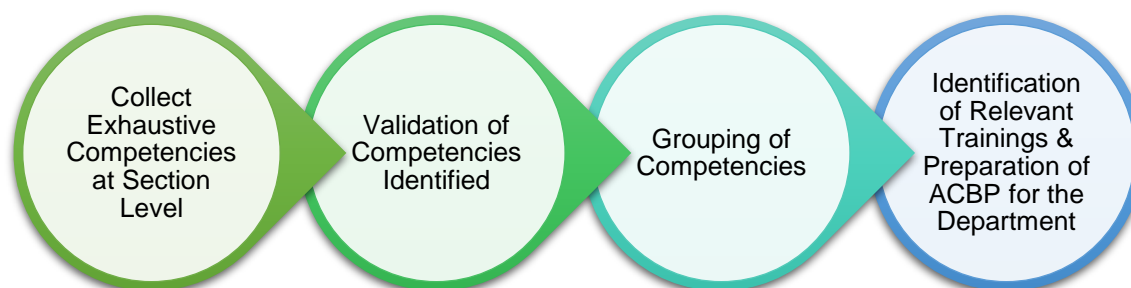 Collect
Exhaustive
Competencies
at Section
Level
Validation of
Competencies
Identified
Grouping of
Competencies
Identification
of Relevant
Trainings &
Preparation of
ACBP for the
Department